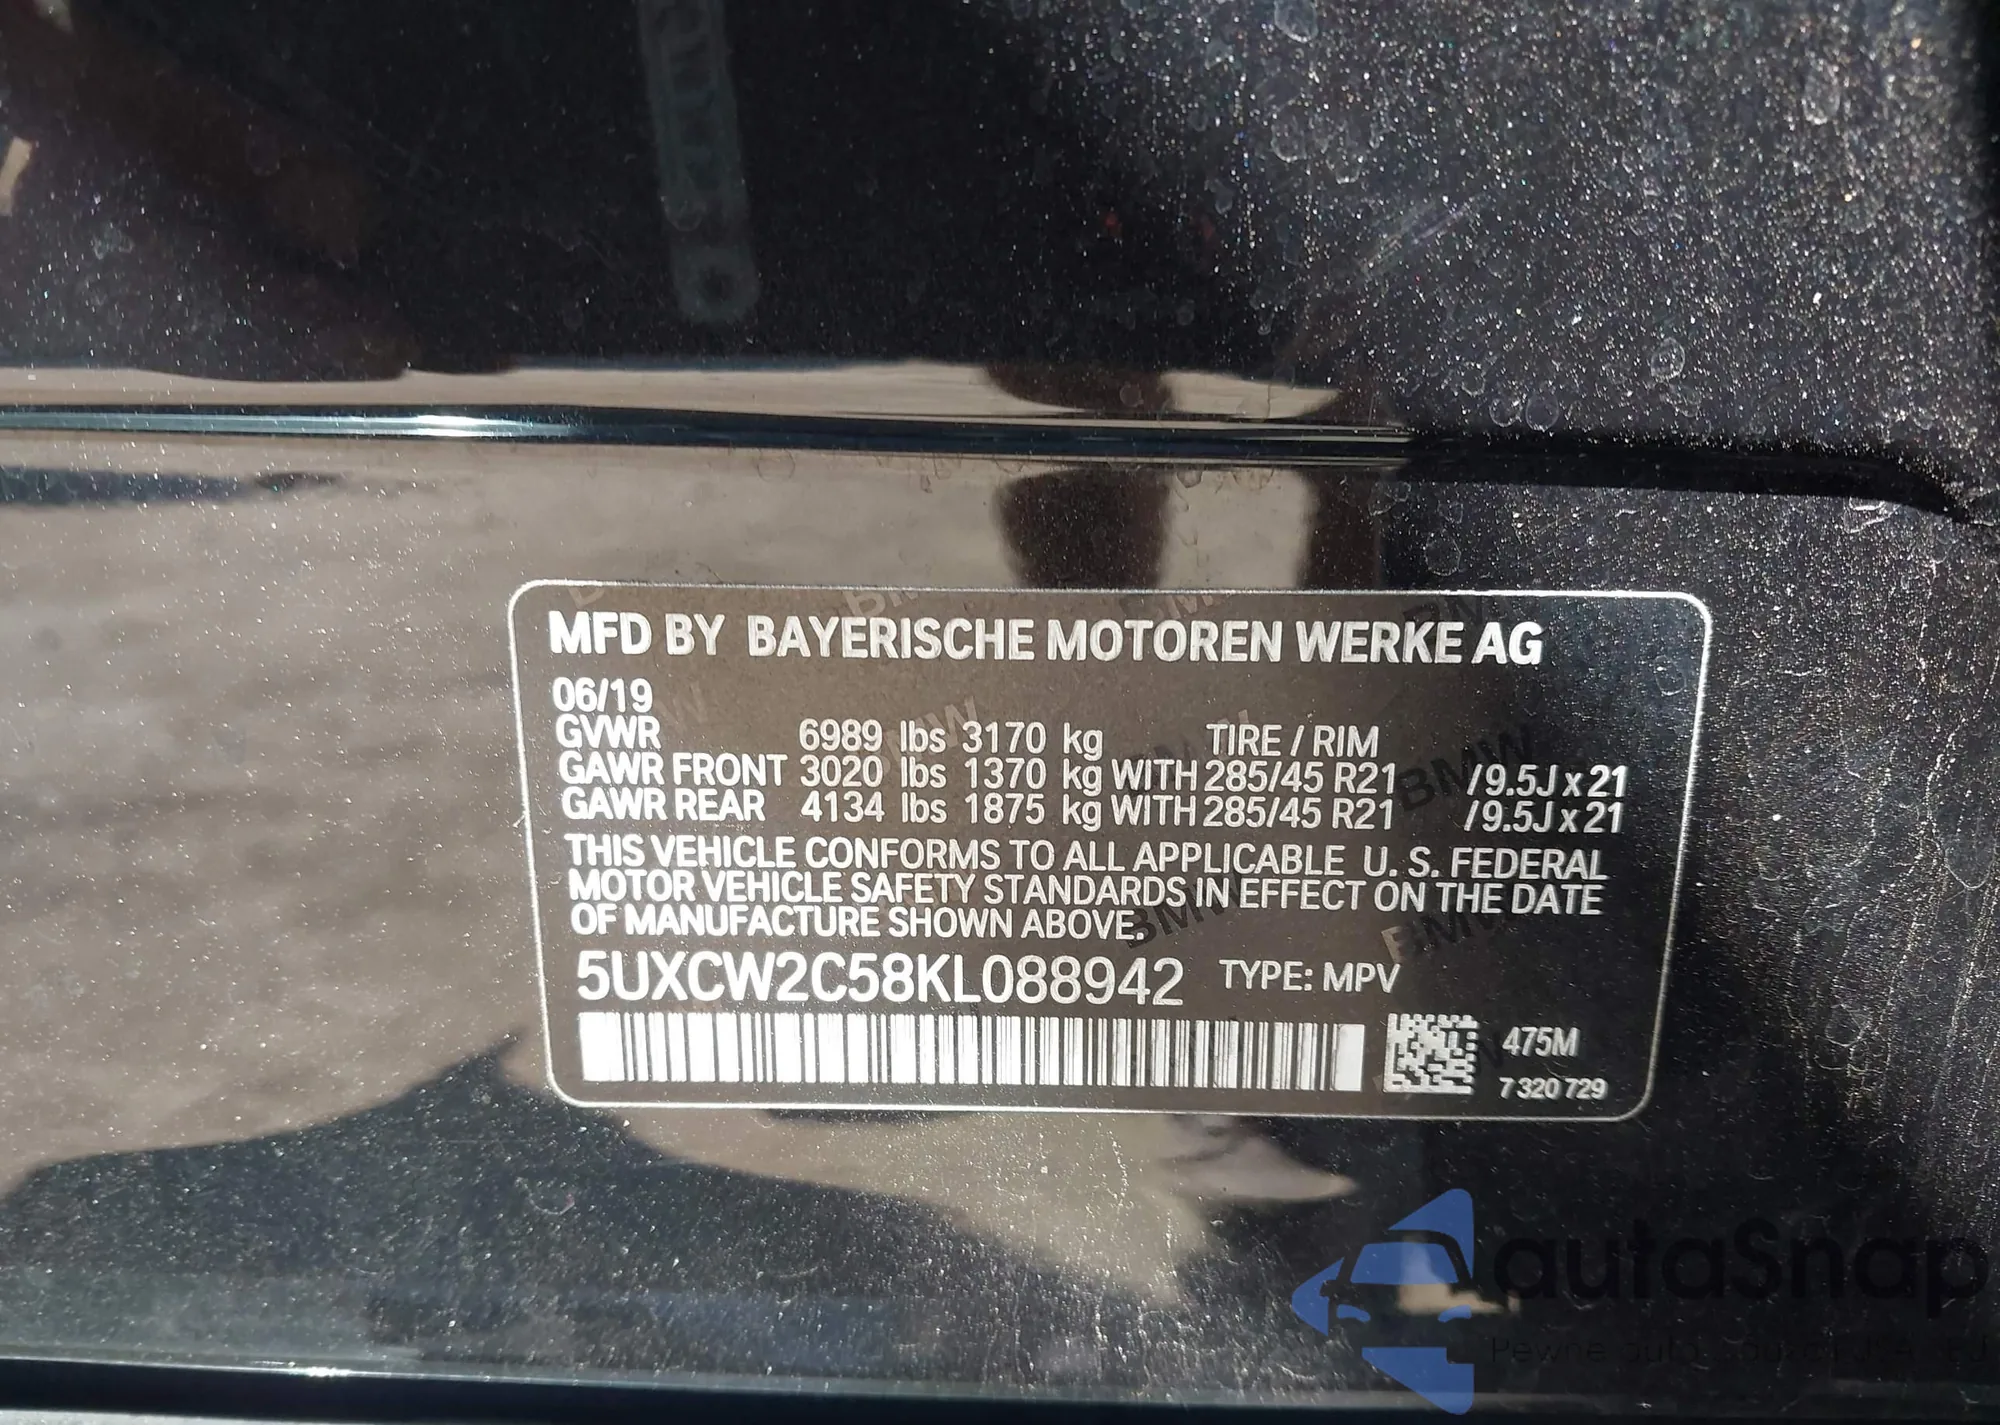 MFD BY BAYERISCHE MOTOREN WERKE AG
06/19
GVWR 6989 lbs 3170 kg TIRE / RIM
GAWR FRONT 3020 lbs 1370 kg WITH 285/45 R21 /9.5J x 21
GAWR REAR 4134 lbs 1875 kg WITH 285/45 R21 /9.5J x 21
THIS VEHICLE CONFORMS TO ALL APPLICABLE U. S. FEDERAL
MOTOR VEHICLE SAFETY STANDARDS IN EFFECT ON THE DATE
OF MANUFACTURE SHOWN ABOVE.
5UXCW2C58KL088942 TYPE: MPV
475M
7 320 729
autaSnap
Pewne auta